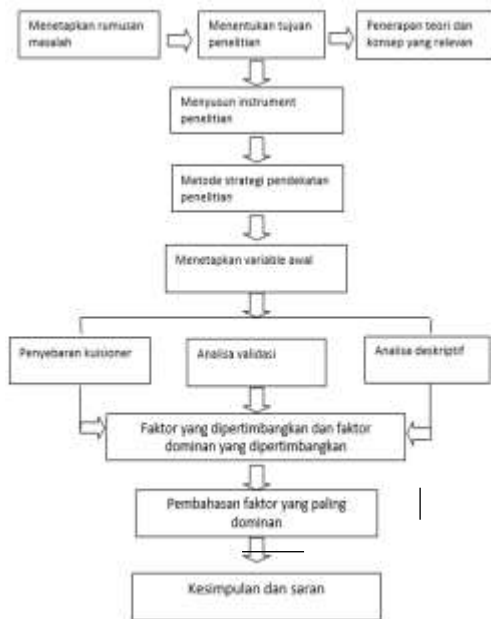 Menetapkan rumusan
masalah
Menentukan tujuan
penelitian
Penerapan teori dan
konsep yang relevan
Menyusun instrument
penelitian
Metode strategi pendekatan
penelitian
Menetapkan variable awal
Penyebaran kuisioner
Analisa validasi
Analisa deskriptif
Faktor yang dipertimbangkan dan faktor
dominan yang dipertimbangkan
Pembahasan faktor yang paling
dominan
Kesimpulan dan saran